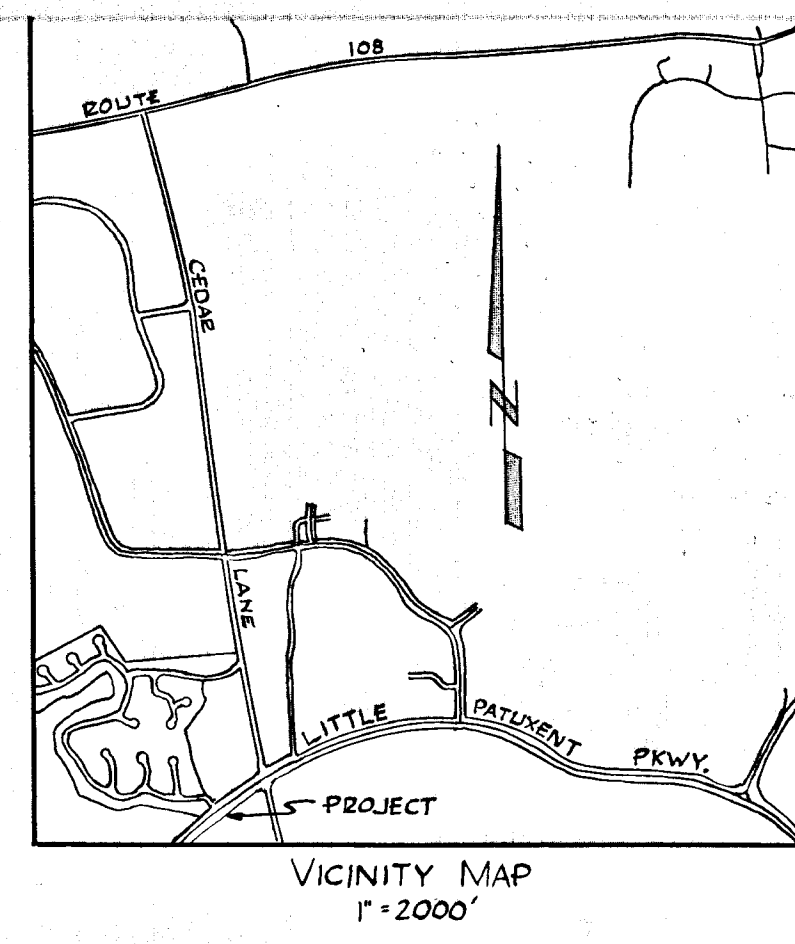 ROUTE 108
CEDAR LANE
N
LITTLE PATUXENT PKWY.
PROJECT
VICINITY MAP
1" = 2000'